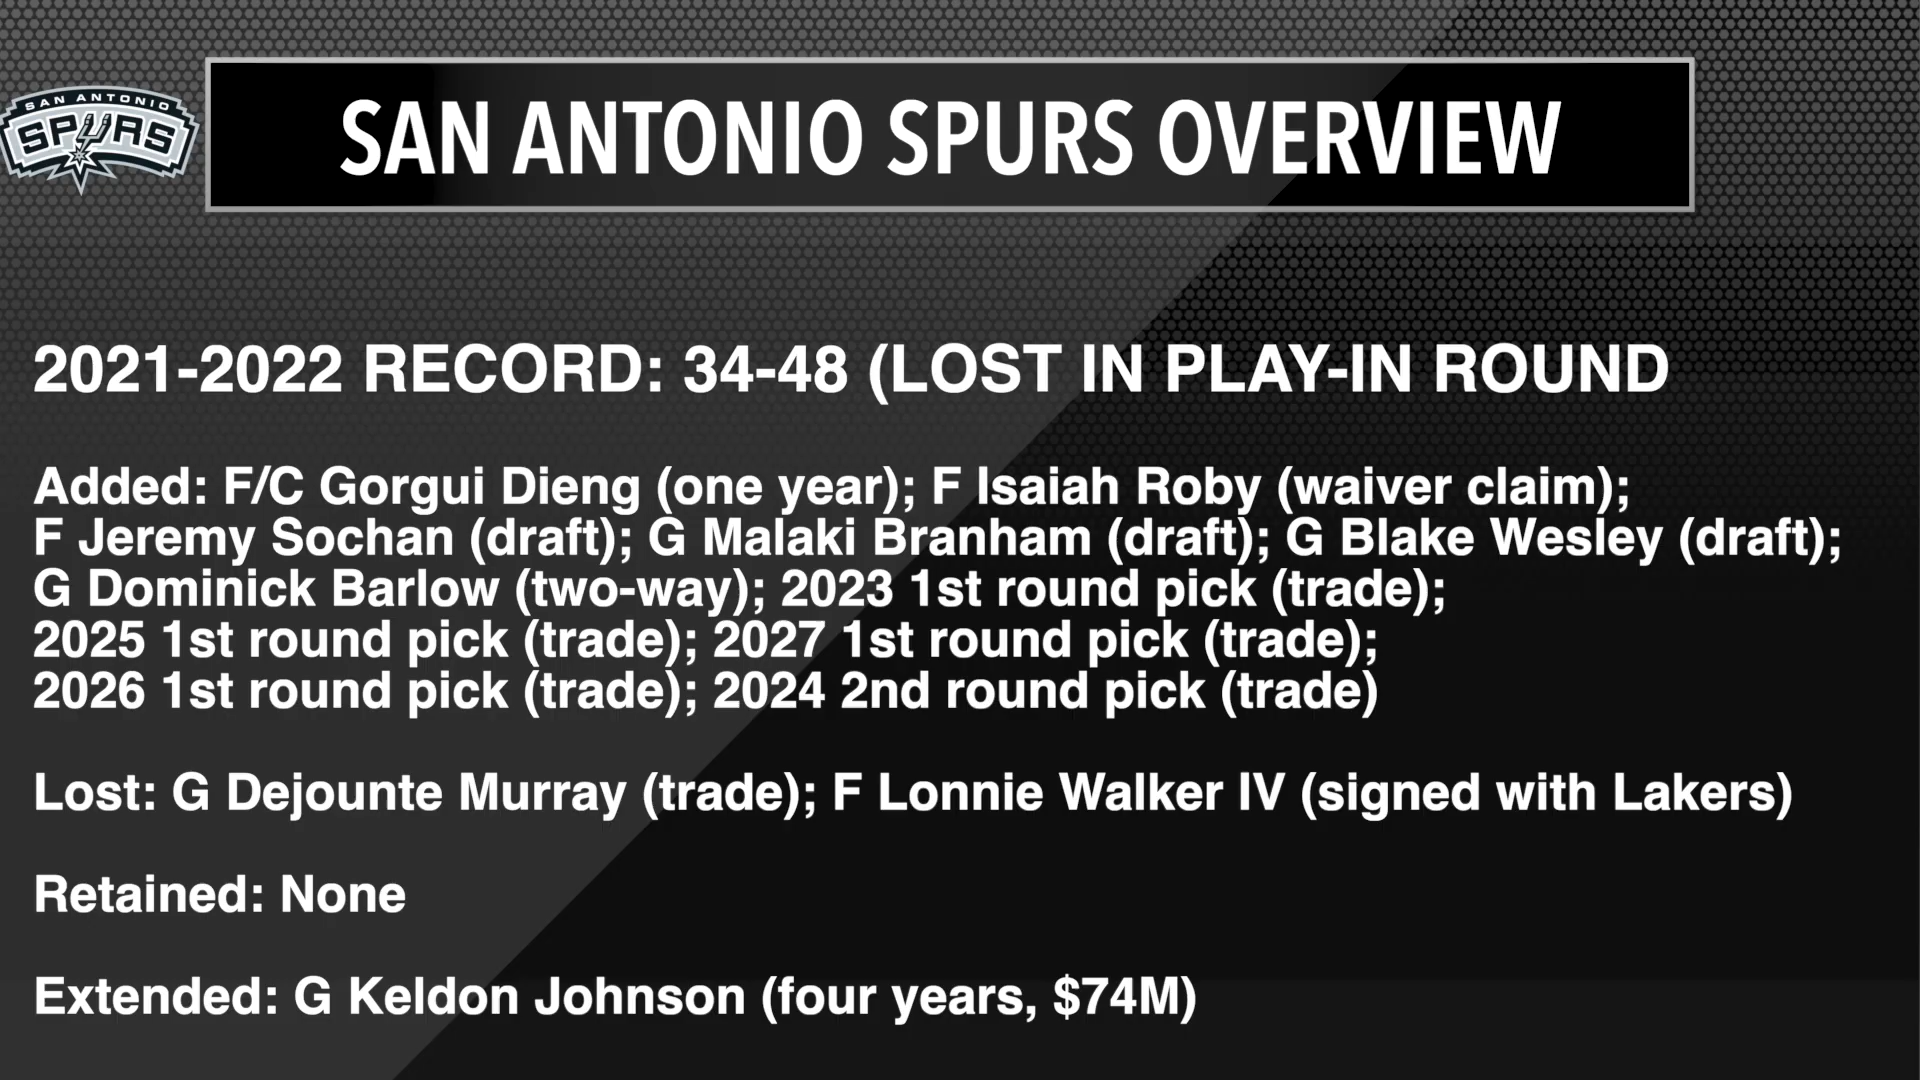 SAN ANTONIO
SPURS
SAN ANTONIO SPURS OVERVIEW
2021-2022 RECORD: 34-48 (LOST IN PLAY-IN ROUND
Added: F/C Gorgui Dieng (one year); F Isaiah Roby (waiver claim);
F Jeremy Sochan (draft); G Malaki Branham (draft); G Blake Wesley (draft);
G Dominick Barlow (two-way); 2023 1st round pick (trade);
2025 1st round pick (trade); 2027 1st round pick (trade);
2026 1st round pick (trade); 2024 2nd round pick (trade)
Lost: G Dejounte Murray (trade); F Lonnie Walker IV (signed with Lakers)
Retained: None
Extended: G Keldon Johnson (four years, $74M)